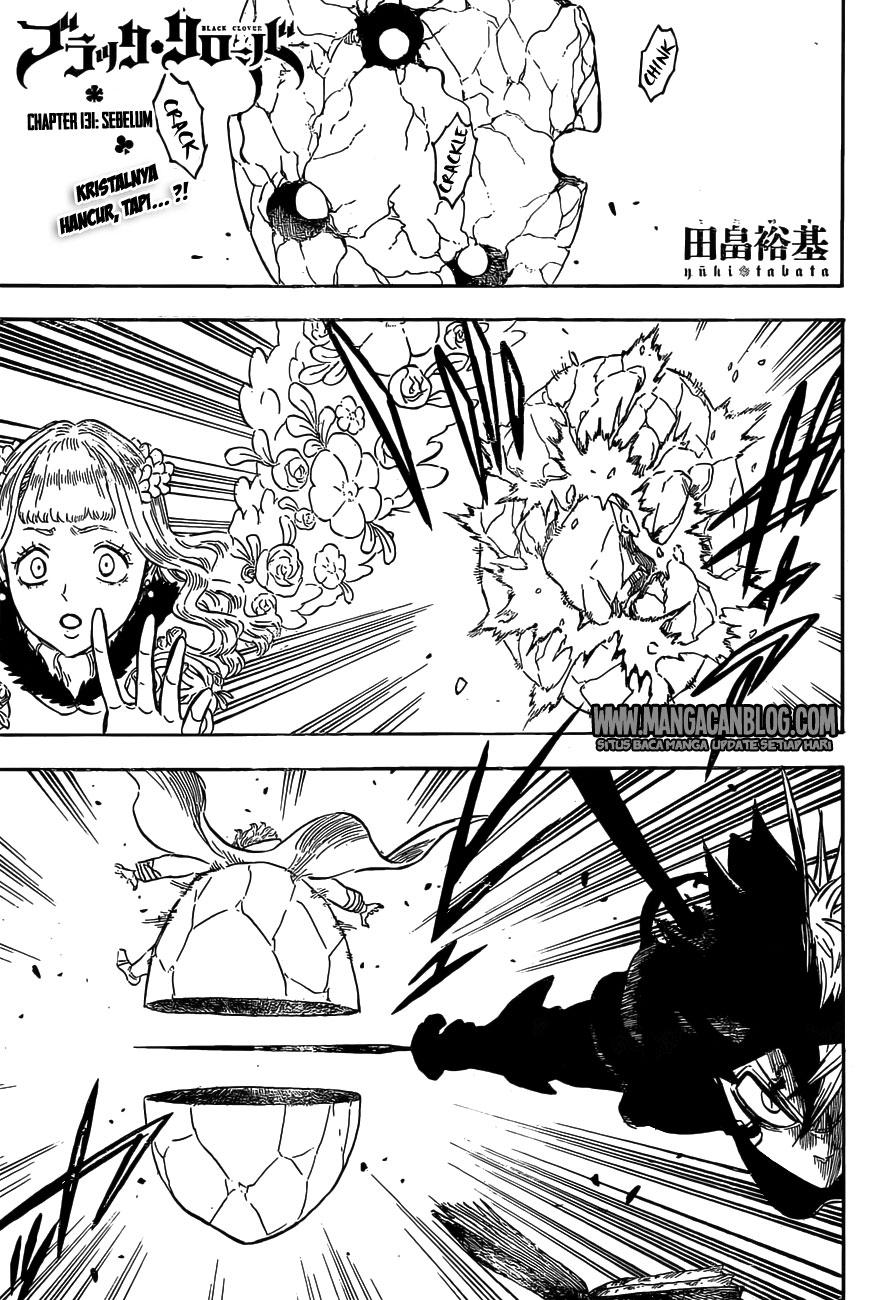 ブラック・クローバー
BLACK CLOVER
CHAPTER 131: SEBELUM
KRISTALNYA
HANCUR, TAPI... ?!
CRACK
CRACKLE
CHINK
田畠裕基
yūki tabata
WWW.MANGACANBLOG.COM
SITUS BACA MANGA UPDATE SETIAP HARI